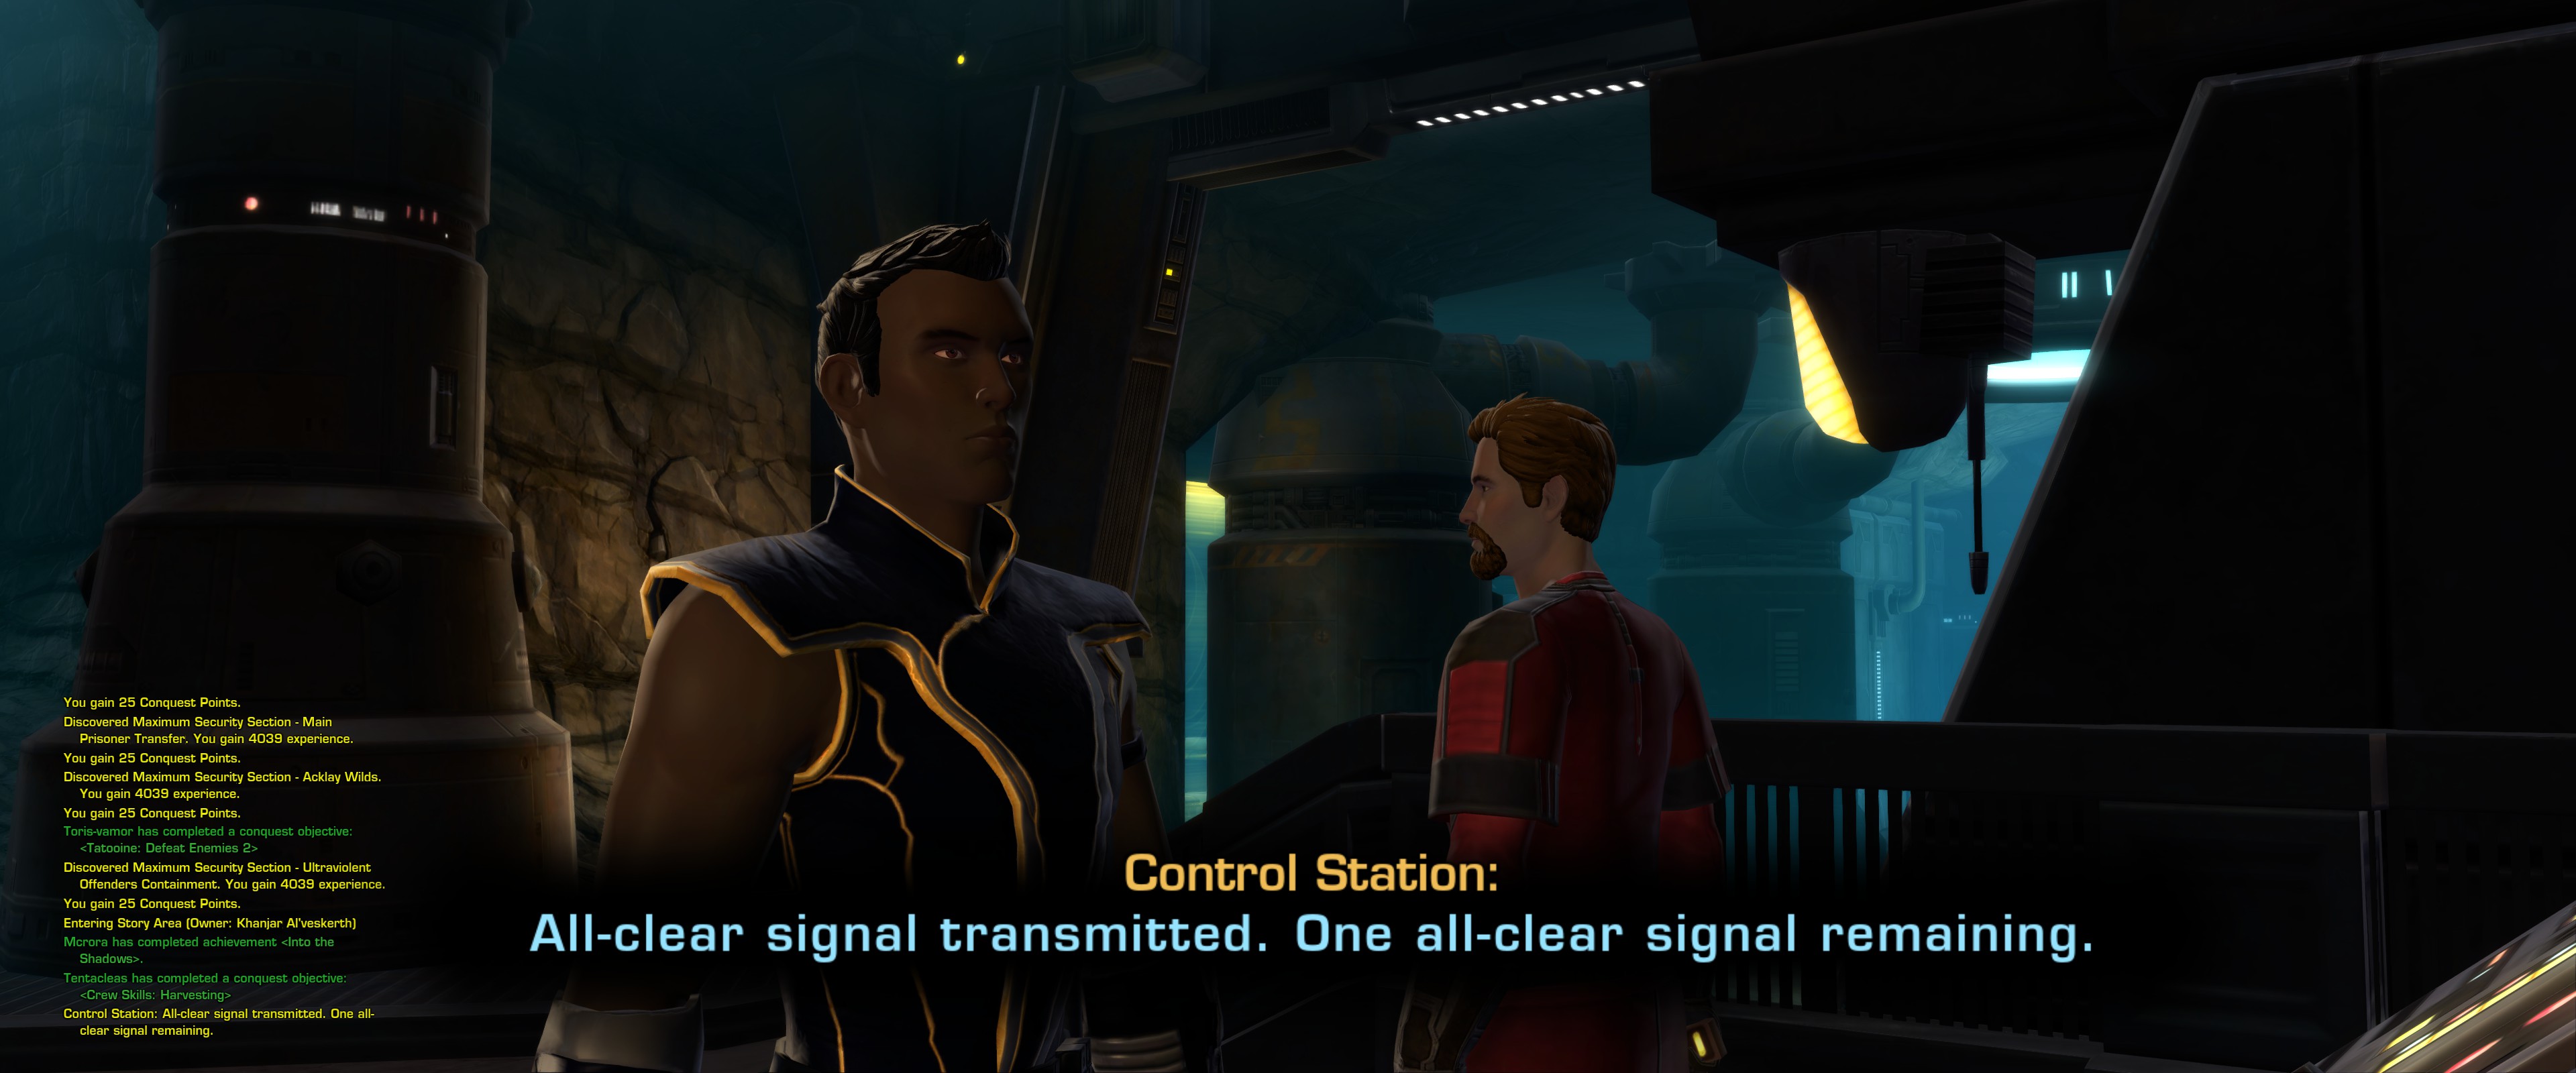 You gain 25 Conquest Points.
Discovered Maximum Security Section - Main
Prisoner Transfer. You gain 4039 experience.
You gain 25 Conquest Points.
Discovered Maximum Security Section - Acklay Wilds.
You gain 4039 experience.
You gain 25 Conquest Points.
Toris-vamor has completed a conquest objective:
<Tatooine: Defeat Enemies 2>
Discovered Maximum Security Section - Ultraviolent
Offenders Containment. You gain 4039 experience.
You gain 25 Conquest Points.
Entering Story Area (Owner: Khanjar Al'veskerth)
Mcrora has completed achievement <Into the
Shadows>.
Tentacleas has completed a conquest objective:
<Crew Skills: Harvesting>
Control Station: All-clear signal transmitted. One all-
clear signal remaining.
Control Station:
All-clear signal transmitted. One all-clear signal remaining.